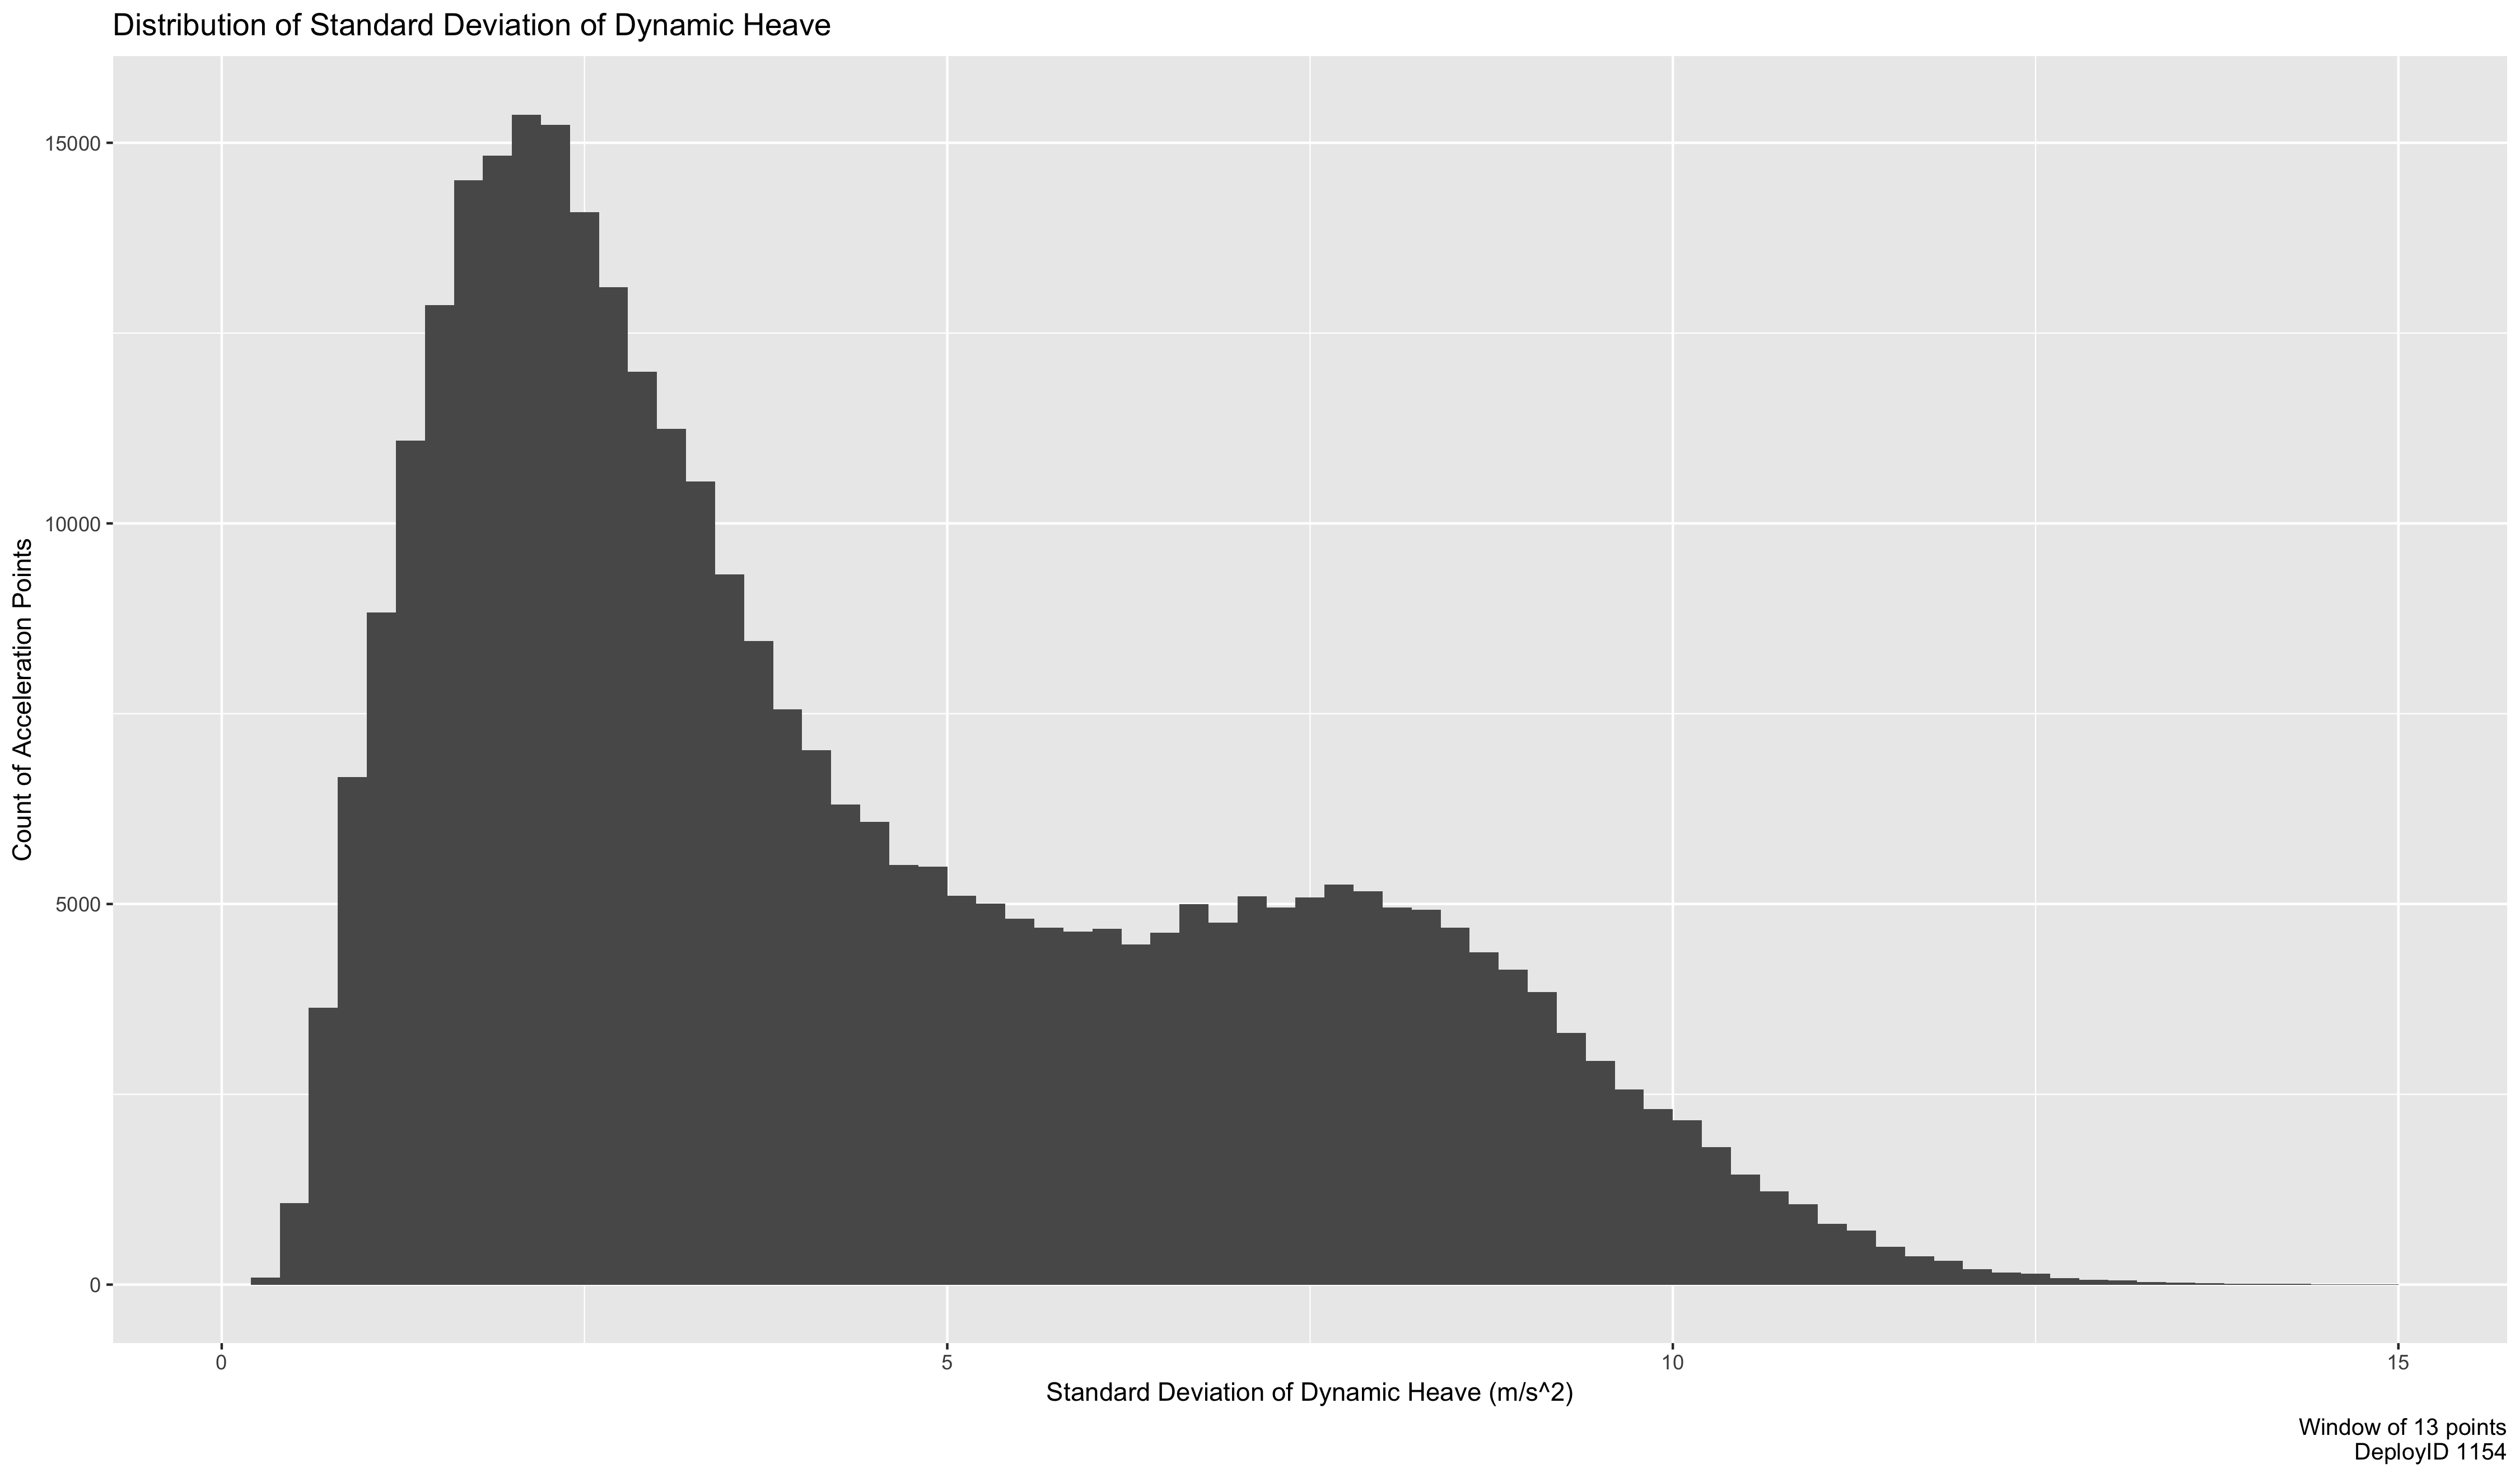 Distribution of Standard Deviation of Dynamic Heave
Count of Acceleration Points
15000
10000
5000
0
0
5
10
15
Standard Deviation of Dynamic Heave (m/s^2)
Window of 13 points
DeployID 1154